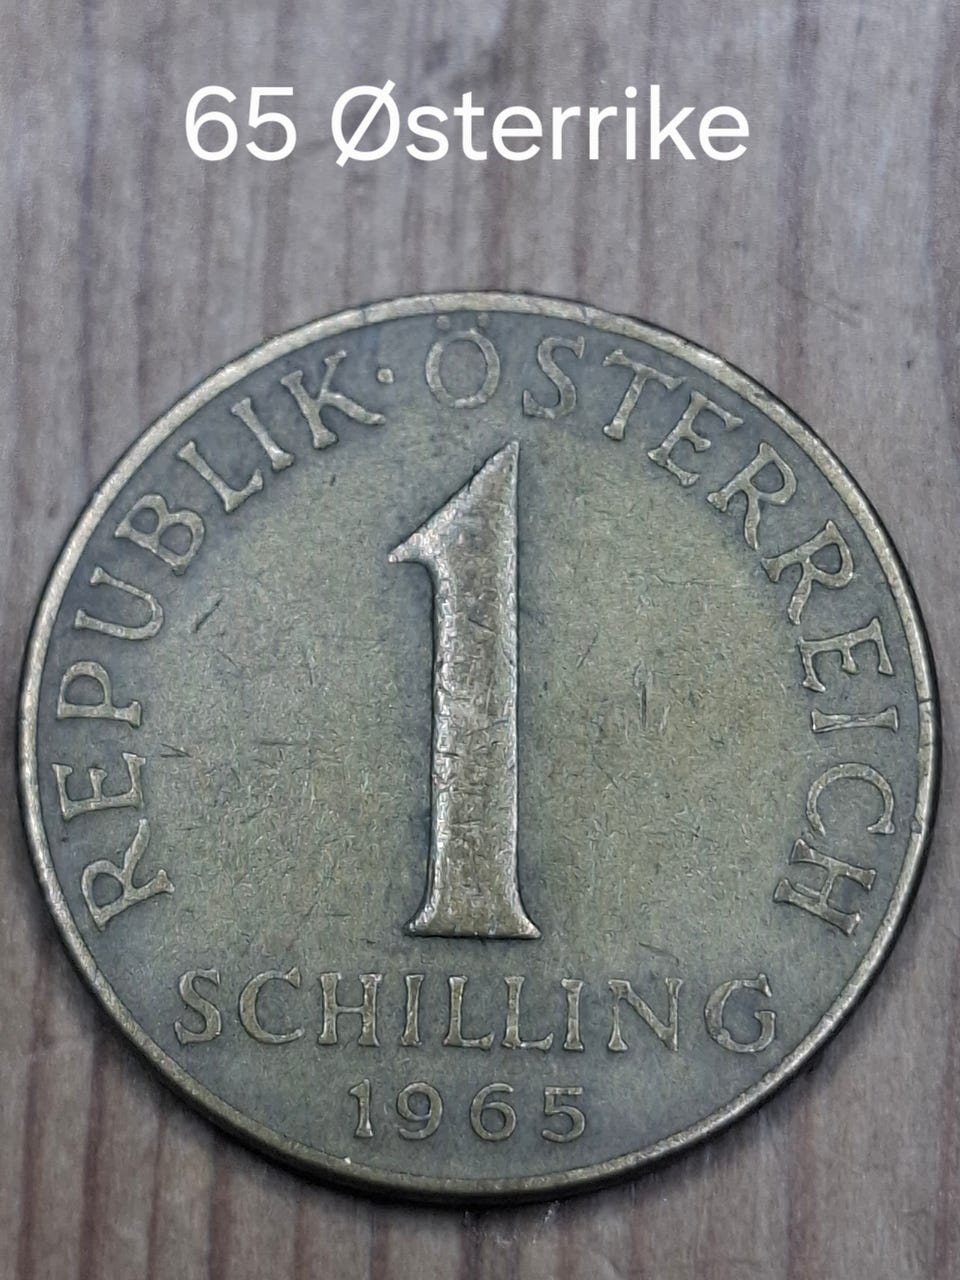 65 Østerrike
REPUBLIK · ÖSTERREICH
1
SCHILLING
1965